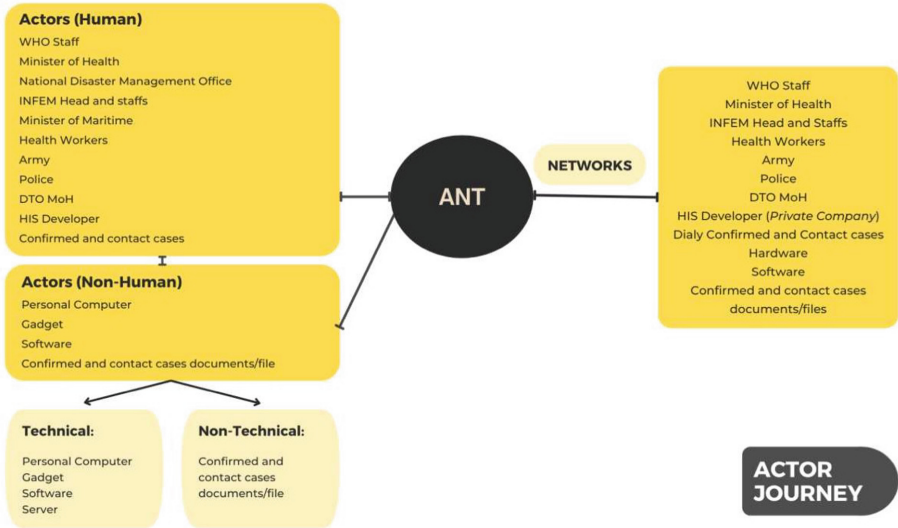 Actors (Human)
WHO Staff
Minister of Health
National Disaster Management Office
INFEM Head and staffs
Minister of Maritime
Health Workers
Army
Police
DTO MoH
HIS Developer
Confirmed and contact cases
Actors (Non-Human)
Personal Computer
Gadget
Software
Confirmed and contact cases documents/file
Technical:
Personal Computer
Gadget
Software
Server
Non-Technical:
Confirmed and
contact cases
documents/file
ANT
NETWORKS
WHO Staff
Minister of Health
INFEM Head and Staffs
Health Workers
Army
Police
DTO MoH
HIS Developer (Private Company)
Dialy Confirmed and Contact cases
Hardware
Software
Confirmed and contact cases
documents/files
ACTOR
JOURNEY